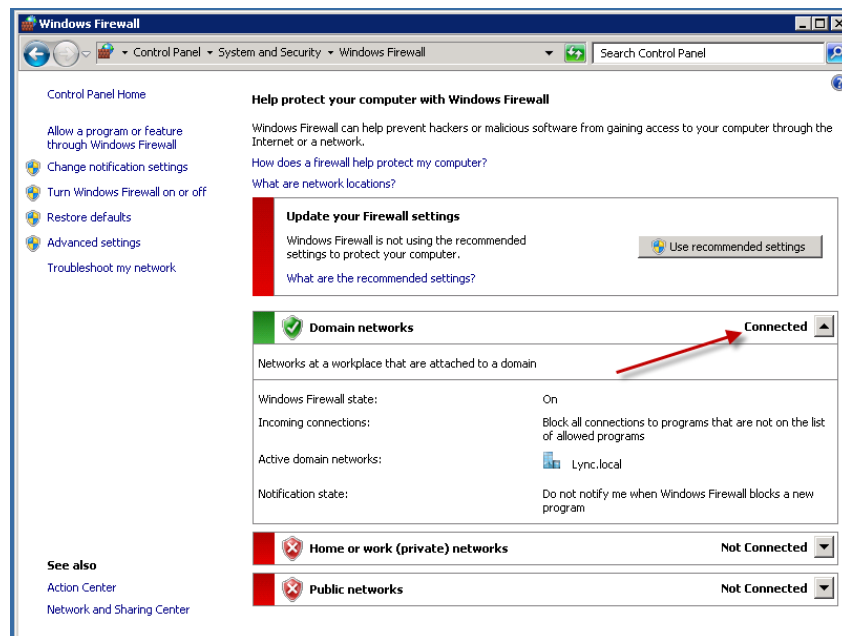 Windows Firewall
Control Panel
System and Security
Windows Firewall
Search Control Panel
Control Panel Home
Allow a program or feature
through Windows Firewall
Change notification settings
Turn Windows Firewall on or off
Restore defaults
Advanced settings
Troubleshoot my network
See also
Action Center
Network and Sharing Center
Help protect your computer with Windows Firewall
Windows Firewall can help prevent hackers or malicious software from gaining access to your computer through the
Internet or a network.
How does a firewall help protect my computer?
What are network locations?
Update your Firewall settings
Windows Firewall is not using the recommended
settings to protect your computer.
Use recommended settings
What are the recommended settings?
Domain networks Connected
Networks at a workplace that are attached to a domain
Windows Firewall state: On
Incoming connections: Block all connections to programs that are not on the list
of allowed programs
Active domain networks: Lync.local
Notification state: Do not notify me when Windows Firewall blocks a new
program
Home or work (private) networks Not Connected
Public networks Not Connected